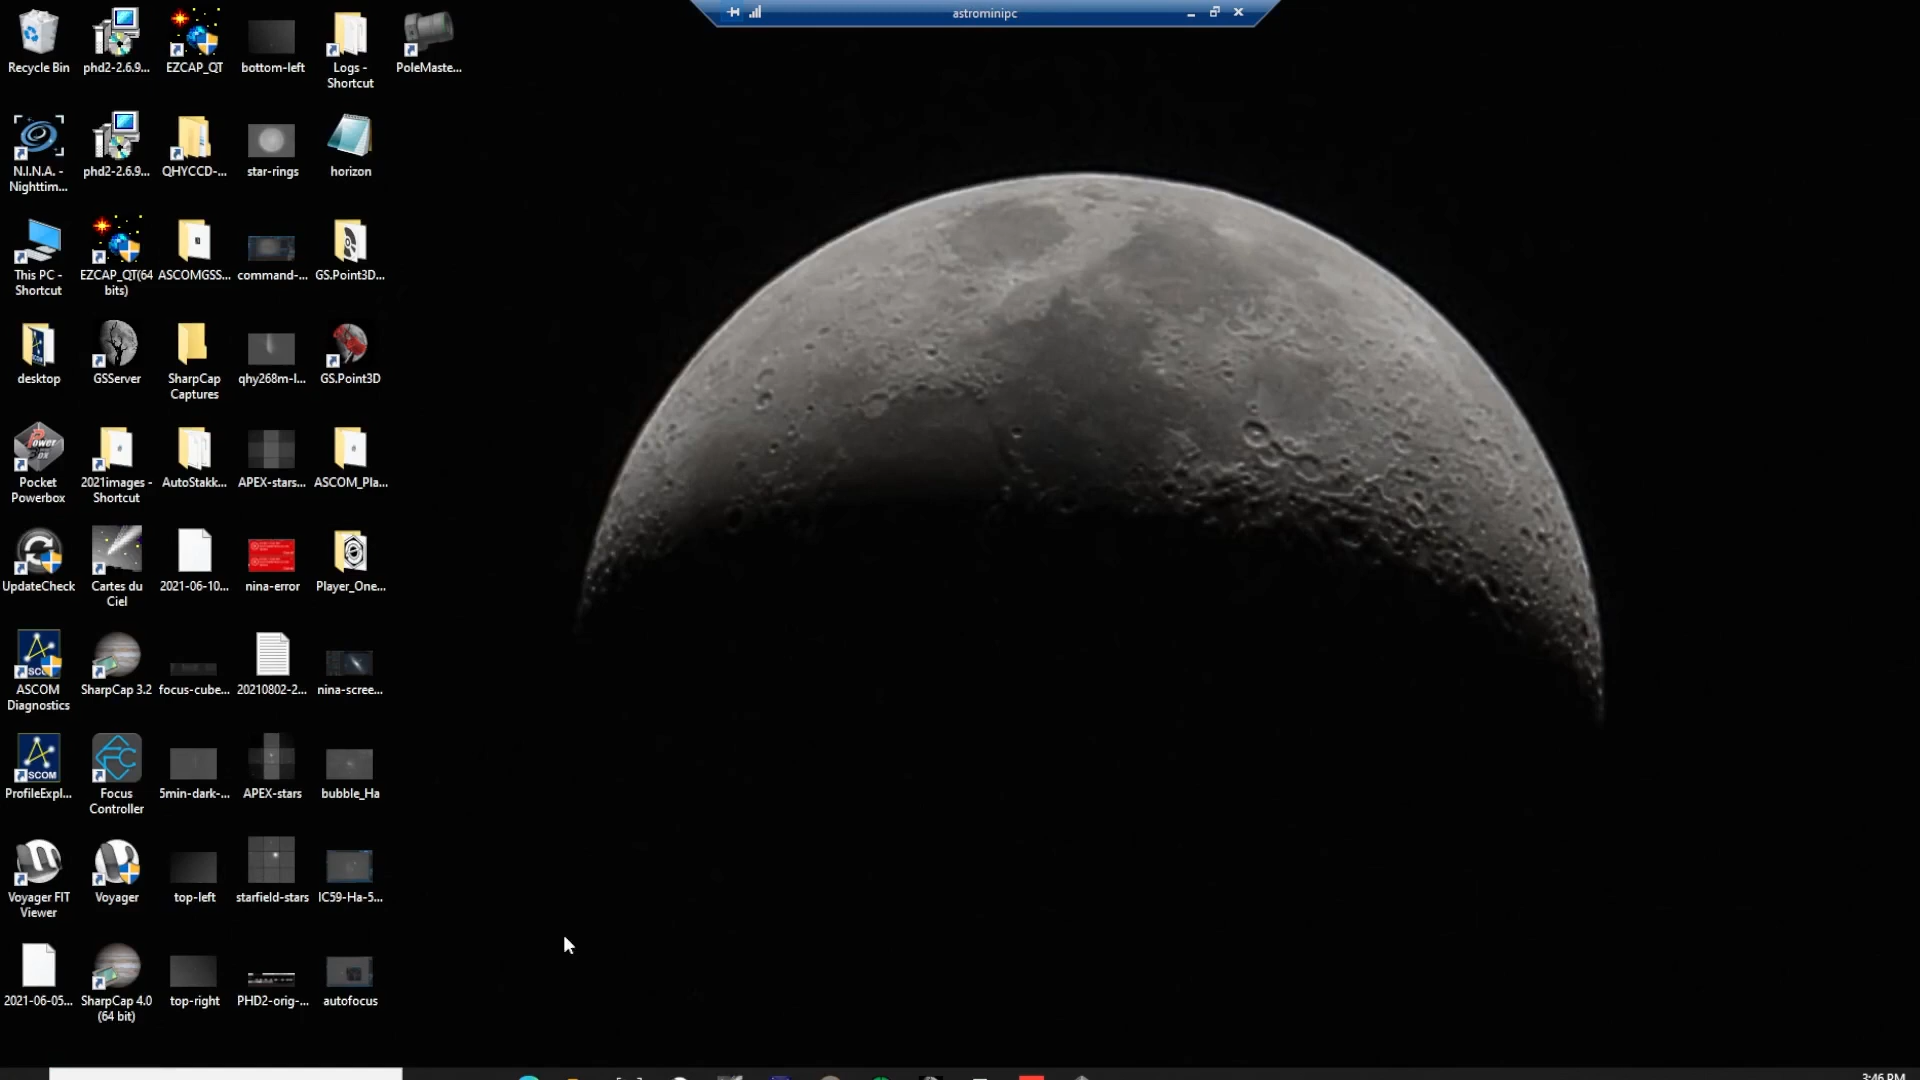 astrominipc
Recycle Bin
phd2-2.6.9...
EZCAP_QT
bottom-left
Logs -
Shortcut
PoleMaste...
N.I.N.A. -
Nighttim...
phd2-2.6.9...
QHYCCD-...
star-rings
horizon
This PC -
Shortcut
EZCAP_QT(64
bits)
ASCOMGSS...
command-...
GS.Point3D...
desktop
GSServer
SharpCap
Captures
qhy268m-l...
GS.Point3D
Pocket
Powerbox
2021images -
Shortcut
AutoStakk...
APEX-stars...
ASCOM_Pla...
UpdateCheck
Cartes du
Ciel
2021-06-10...
nina-error
Player_One...
ASCOM
Diagnostics
SharpCap 3.2
focus-cube...
20210802-2...
nina-scree...
SCOM
ProfileExpl...
Focus
Controller
5min-dark-...
APEX-stars
bubble_Ha
Voyager FIT
Viewer
Voyager
top-left
starfield-stars
IC59-Ha-5...
2021-06-05...
SharpCap 4.0
(64 bit)
top-right
PHD2-orig-...
autofocus
3:46 PM